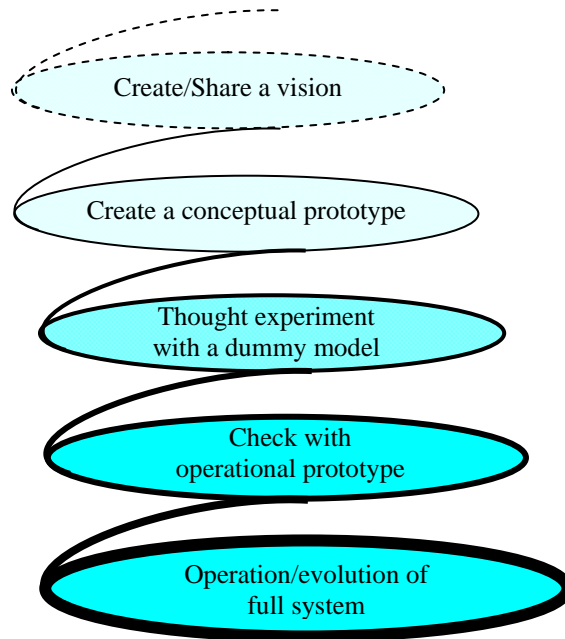 Create/Share a vision
Create a conceptual prototype
Thought experiment
with a dummy model
Check with
operational prototype
Operation/evolution of
full system